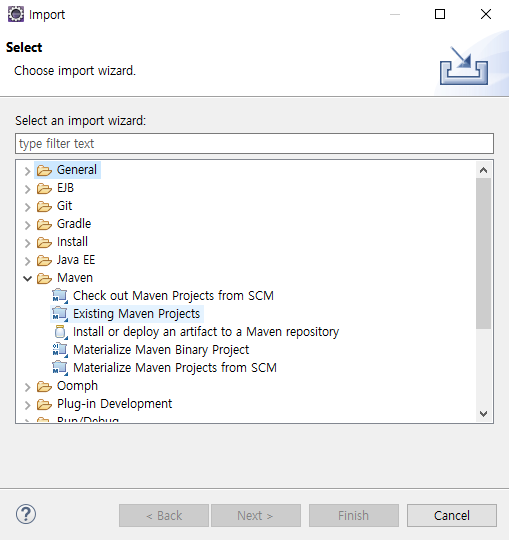 Import
Select
Choose import wizard.
Select an import wizard:
type filter text
General
EJB
Git
Gradle
Install
Java EE
Maven
Check out Maven Projects from SCM
Existing Maven Projects
Install or deploy an artifact to a Maven repository
Materialize Maven Binary Project
Materialize Maven Projects from SCM
Oomph
Plug-in Development
Run/Debug
< Back
Next >
Finish
Cancel